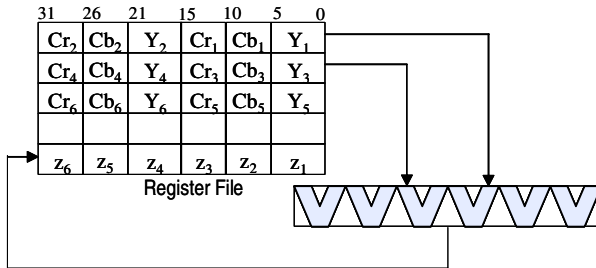 31 26 21 15 10 5 0
Cr₂ Cb₂ Y₂ Cr₁ Cb₁ Y₁
Cr₄ Cb₄ Y₄ Cr₃ Cb₃ Y₃
Cr₆ Cb₆ Y₆ Cr₅ Cb₅ Y₅
z₆ z₅ z₄ z₃ z₂ z₁
Register File